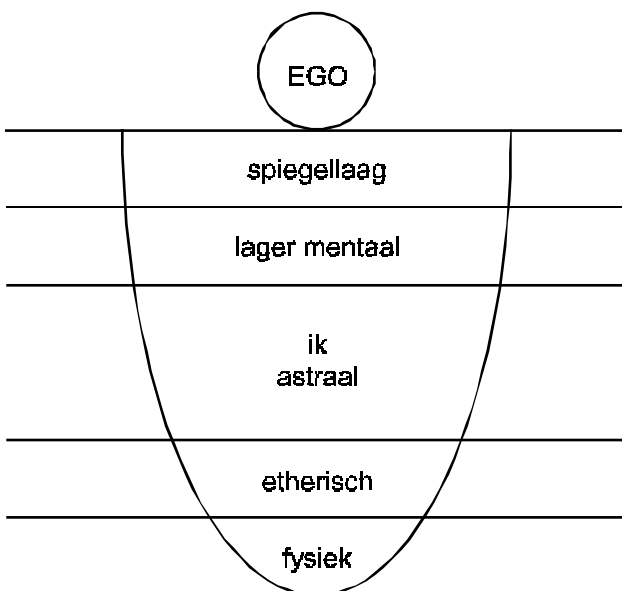 EGO
spiegellaag
lager mentaal
ik
astraal
etherisch
fysiek